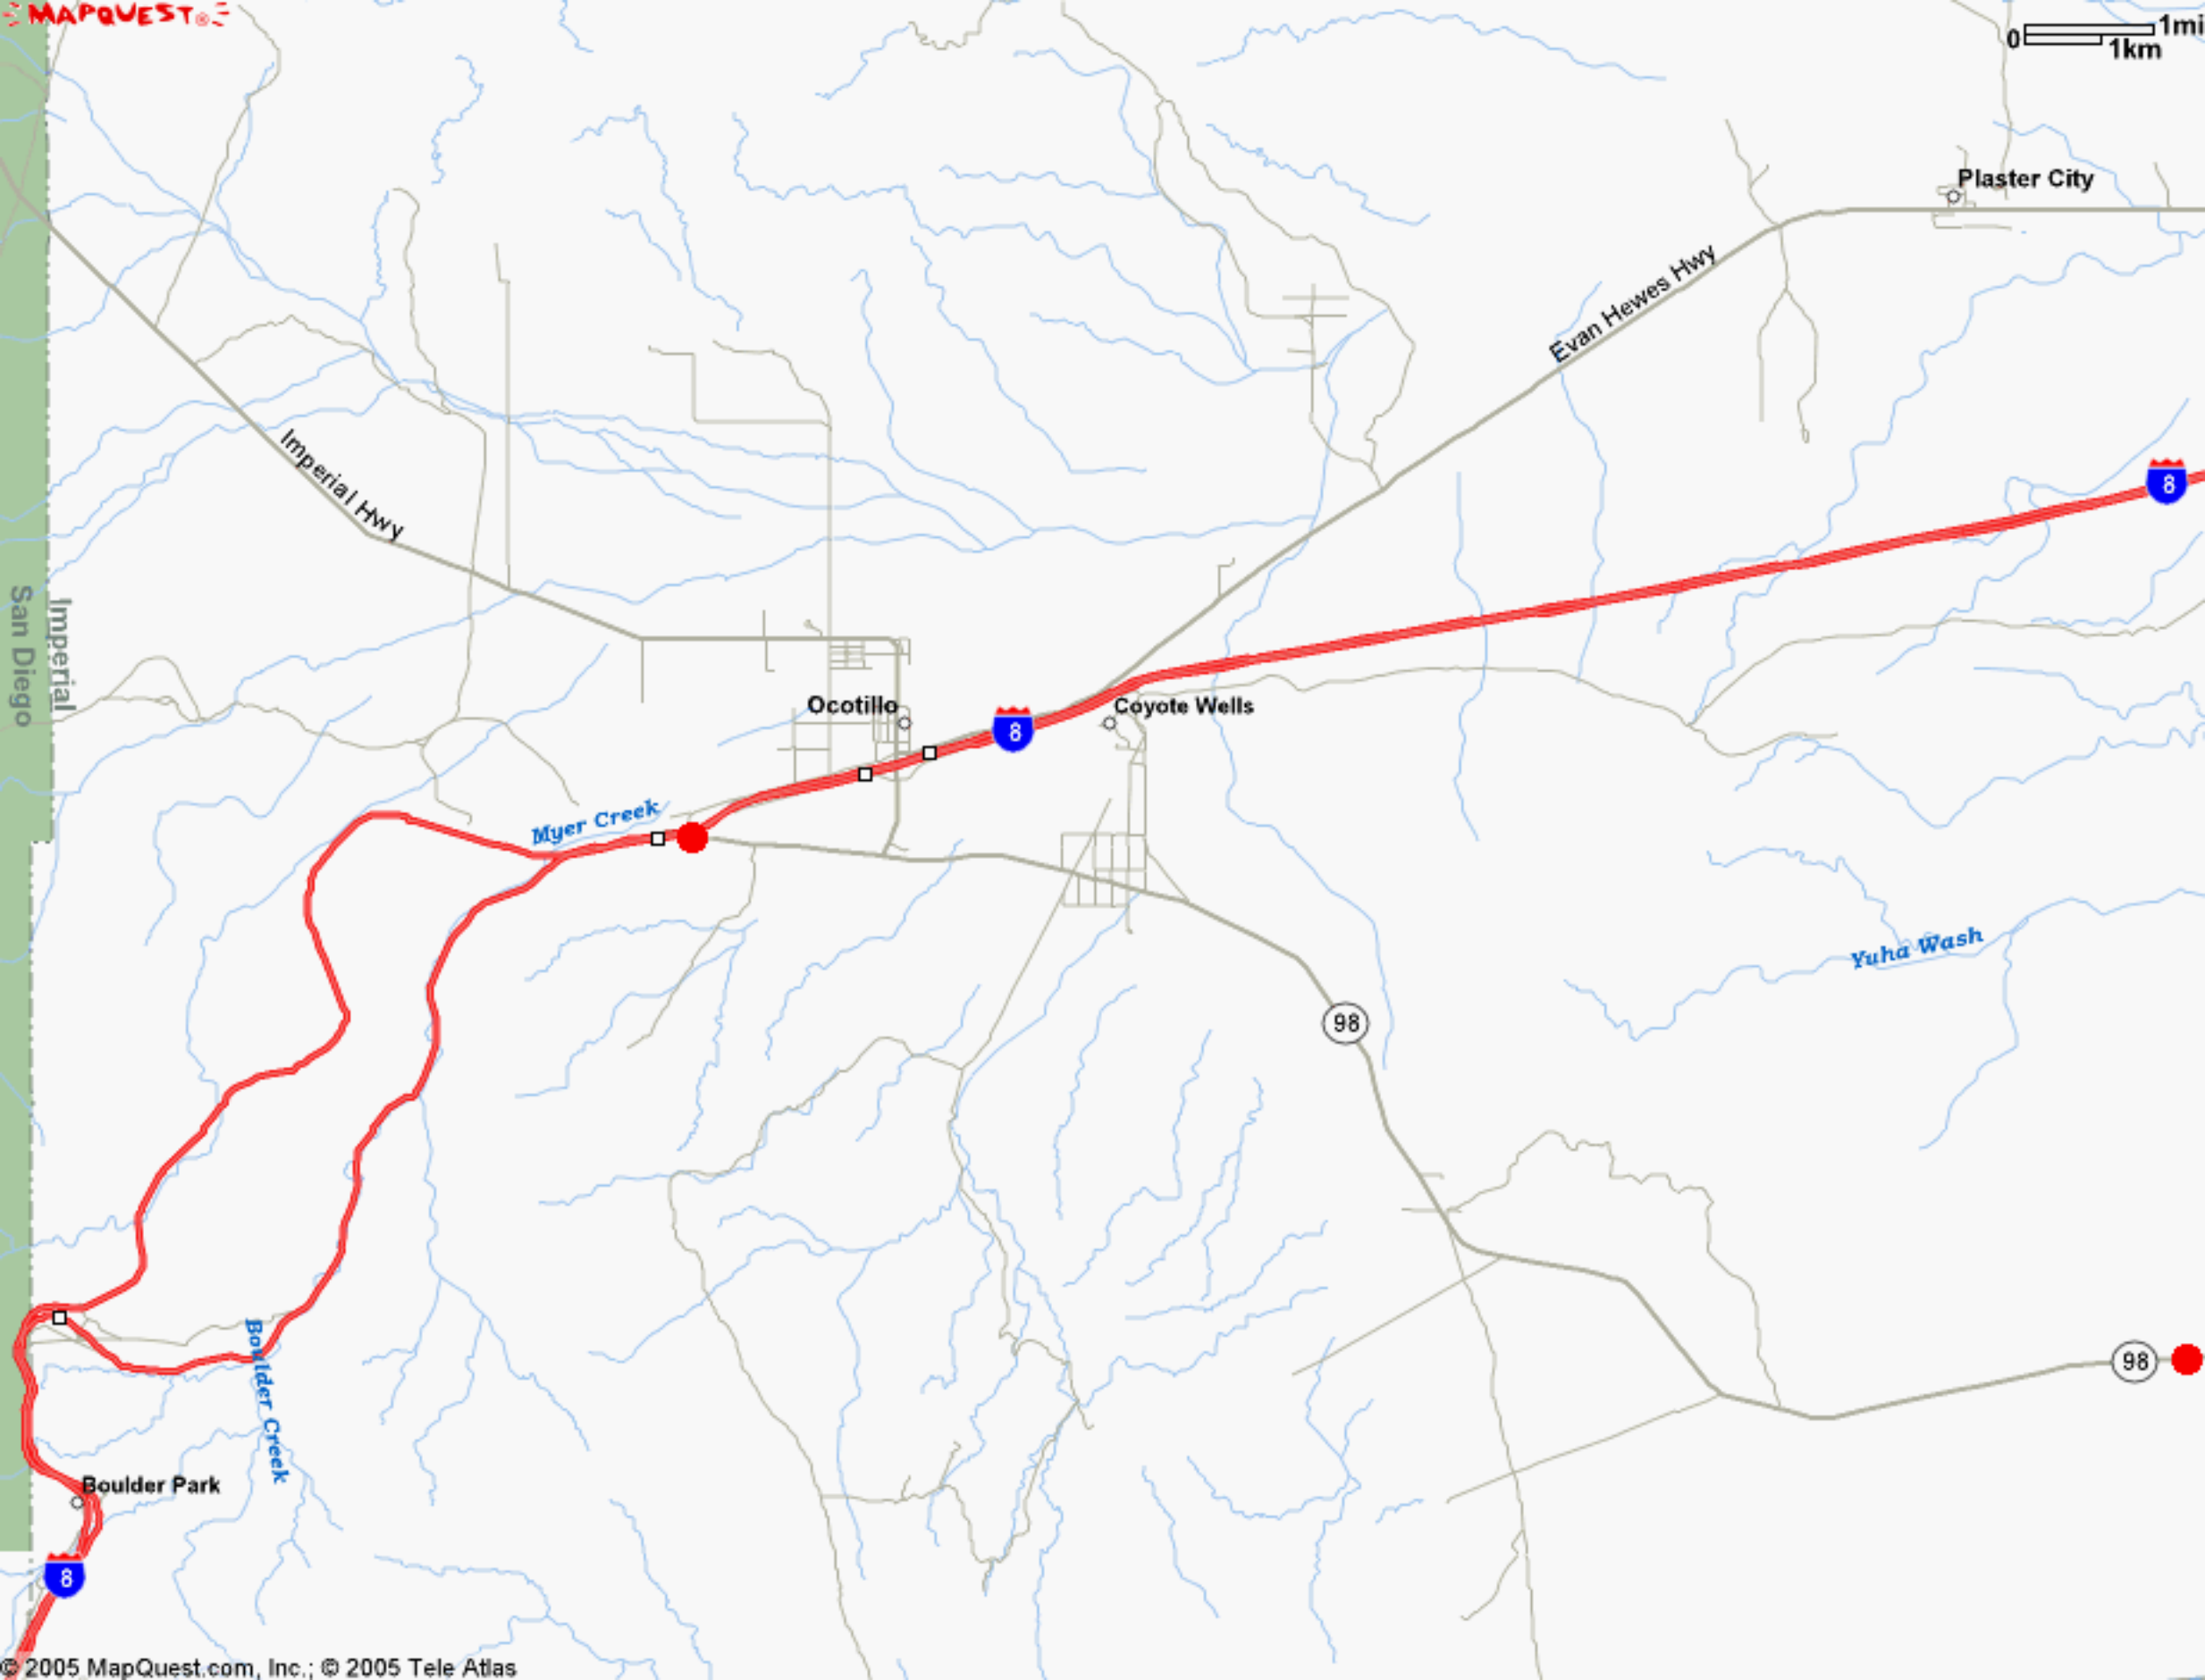 MAPQUEST®
0 1mi
1km
Plaster City
Evan Hewes Hwy
8
Imperial Hwy
San Diego
Imperial
Ocotillo
8
Coyote Wells
Myer Creek
Yuha Wash
98
98
Boulder Creek
Boulder Park
8
© 2005 MapQuest.com, Inc.; © 2005 Tele Atlas